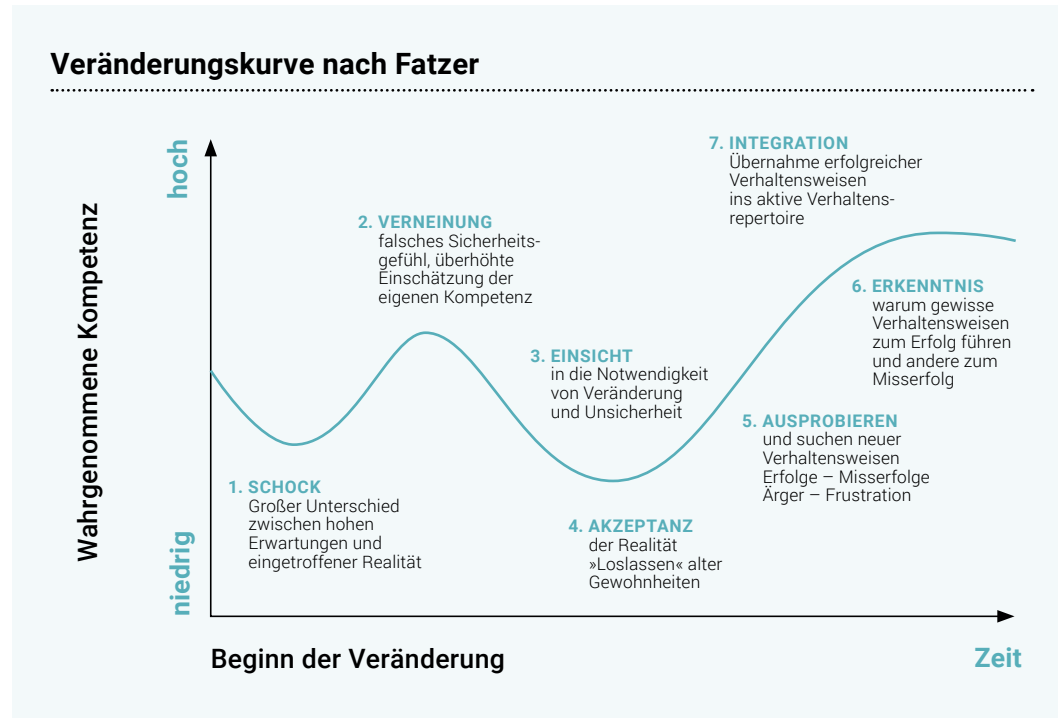 Veränderungskurve nach Fatzer
hoch
Wahrgenommene Kompetenz
niedrig
1. SCHOCK
Großer Unterschied
zwischen hohen
Erwartungen und
eingetroffener Realität
2. VERNEINUNG
falsches Sicherheits-
gefühl, überhöhte
Einschätzung der
eigenen Kompetenz
3. EINSICHT
in die Notwendigkeit
von Veränderung
und Unsicherheit
4. AKZEPTANZ
der Realität
»Loslassen« alter
Gewohnheiten
5. AUSPROBIEREN
und suchen neuer
Verhaltensweisen
Erfolge – Misserfolge
Ärger – Frustration
6. ERKENNTNIS
warum gewisse
Verhaltensweisen
zum Erfolg führen
und andere zum
Misserfolg
7. INTEGRATION
Übernahme erfolgreicher
Verhaltensweisen
ins aktive Verhaltens-
repertoire
Beginn der Veränderung
Zeit